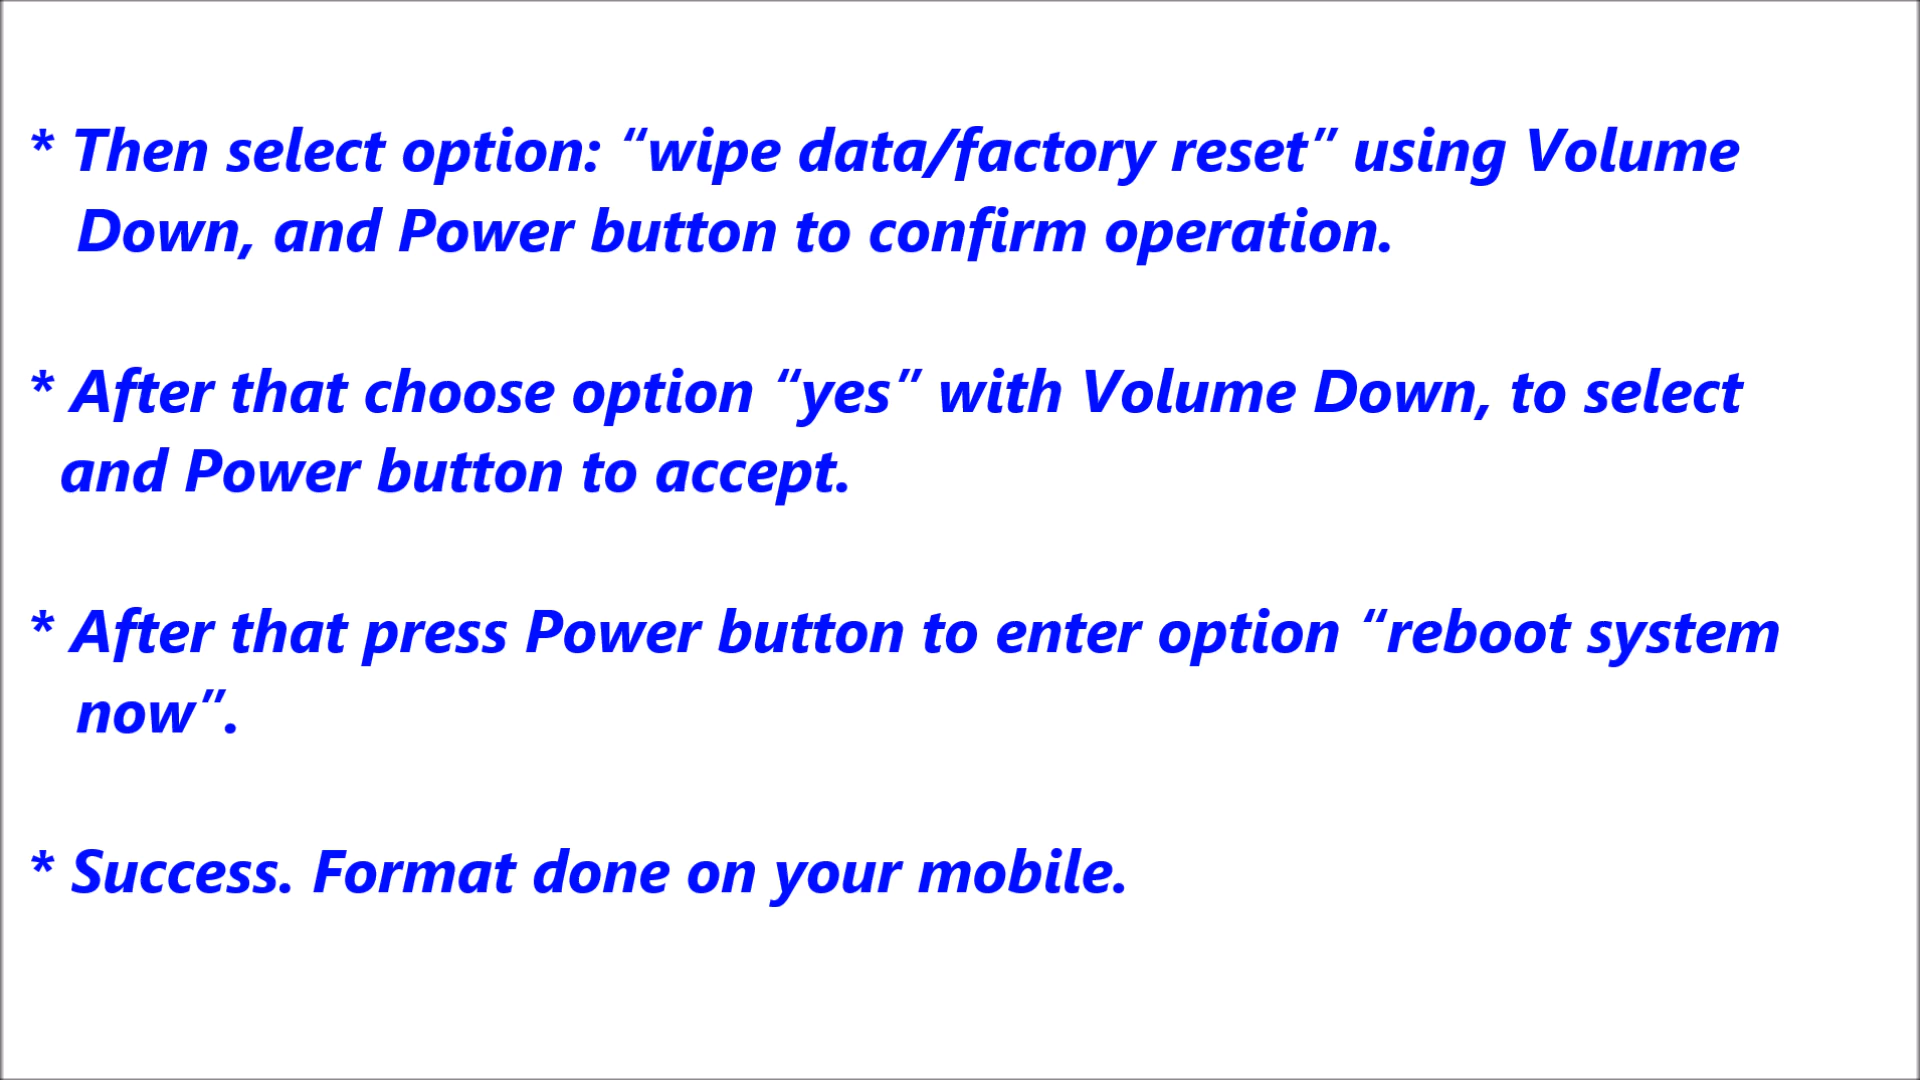 * Then select option: “wipe data/factory reset” using Volume
Down, and Power button to confirm operation.
* After that choose option “yes” with Volume Down, to select
and Power button to accept.
* After that press Power button to enter option “reboot system
now”.
* Success. Format done on your mobile.